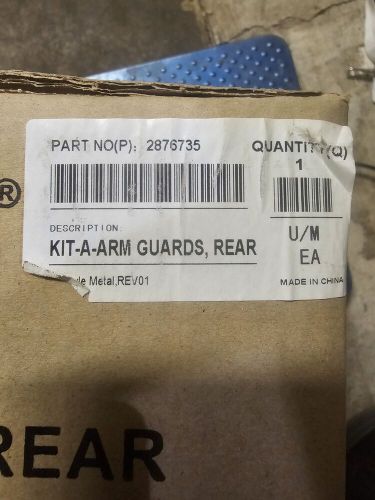 PART NO(P): 2876735 QUANTITY(Q)
1
®
DESCRIPTION:
KIT-A-ARM GUARDS, REAR
U/M
EA
Metal,REV01
MADE IN CHINA
REAR